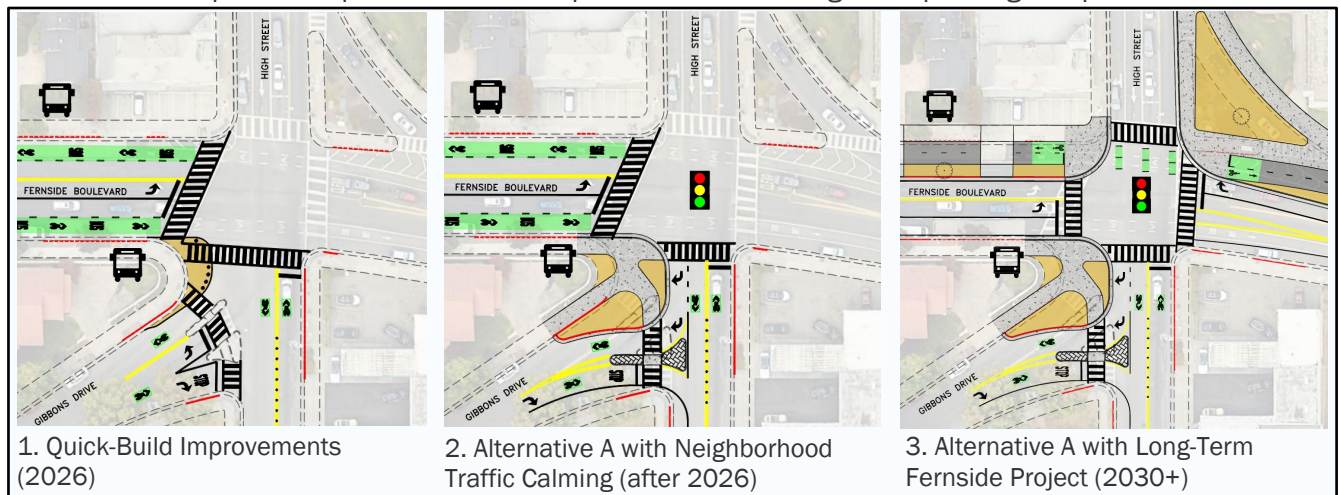 HIGH STREET
FERNSIDE BOULEVARD
GIBBONS DRIVE
1. Quick-Build Improvements
(2026)
HIGH STREET
FERNSIDE BOULEVARD
GIBBONS DRIVE
2. Alternative A with Neighborhood
Traffic Calming (after 2026)
HIGH STREET
FERNSIDE BOULEVARD
GIBBONS DRIVE
3. Alternative A with Long-Term
Fernside Project (2030+)